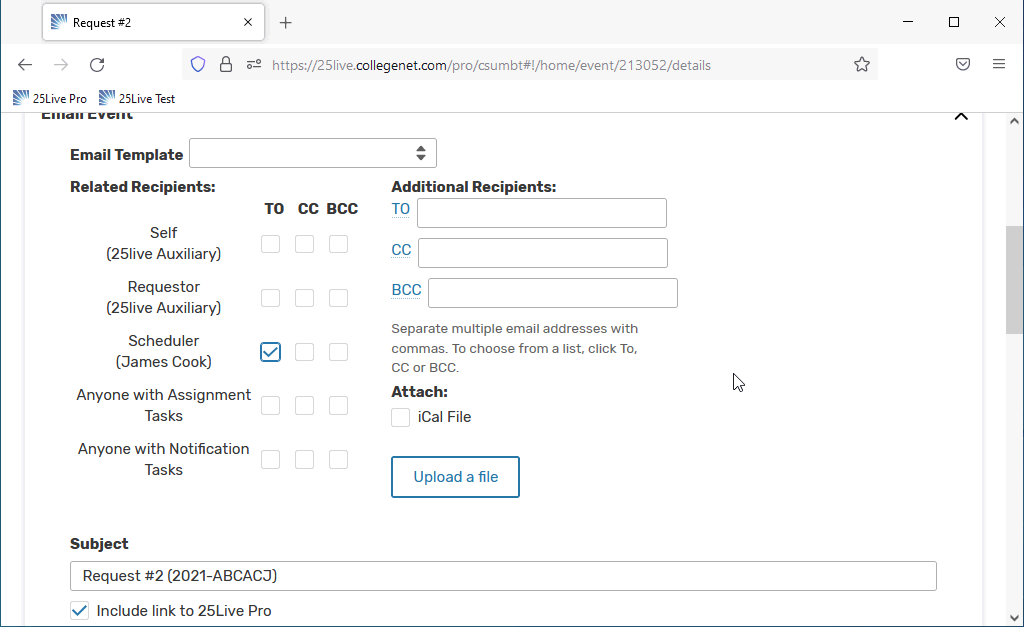 Request #2
https://25live.collegenet.com/pro/csumbt#!/home/event/213052/details
25Live Pro 25Live Test
Email Event
Email Template
Related Recipients:
TO CC BCC
Self
(25live Auxiliary)
Requestor
(25live Auxiliary)
Scheduler
(James Cook)
Anyone with Assignment
Tasks
Anyone with Notification
Tasks
Additional Recipients:
TO
CC
BCC
Separate multiple email addresses with
commas. To choose from a list, click To,
CC or BCC.
Attach:
iCal File
Upload a file
Subject
Request #2 (2021-ABCACJ)
Include link to 25Live Pro